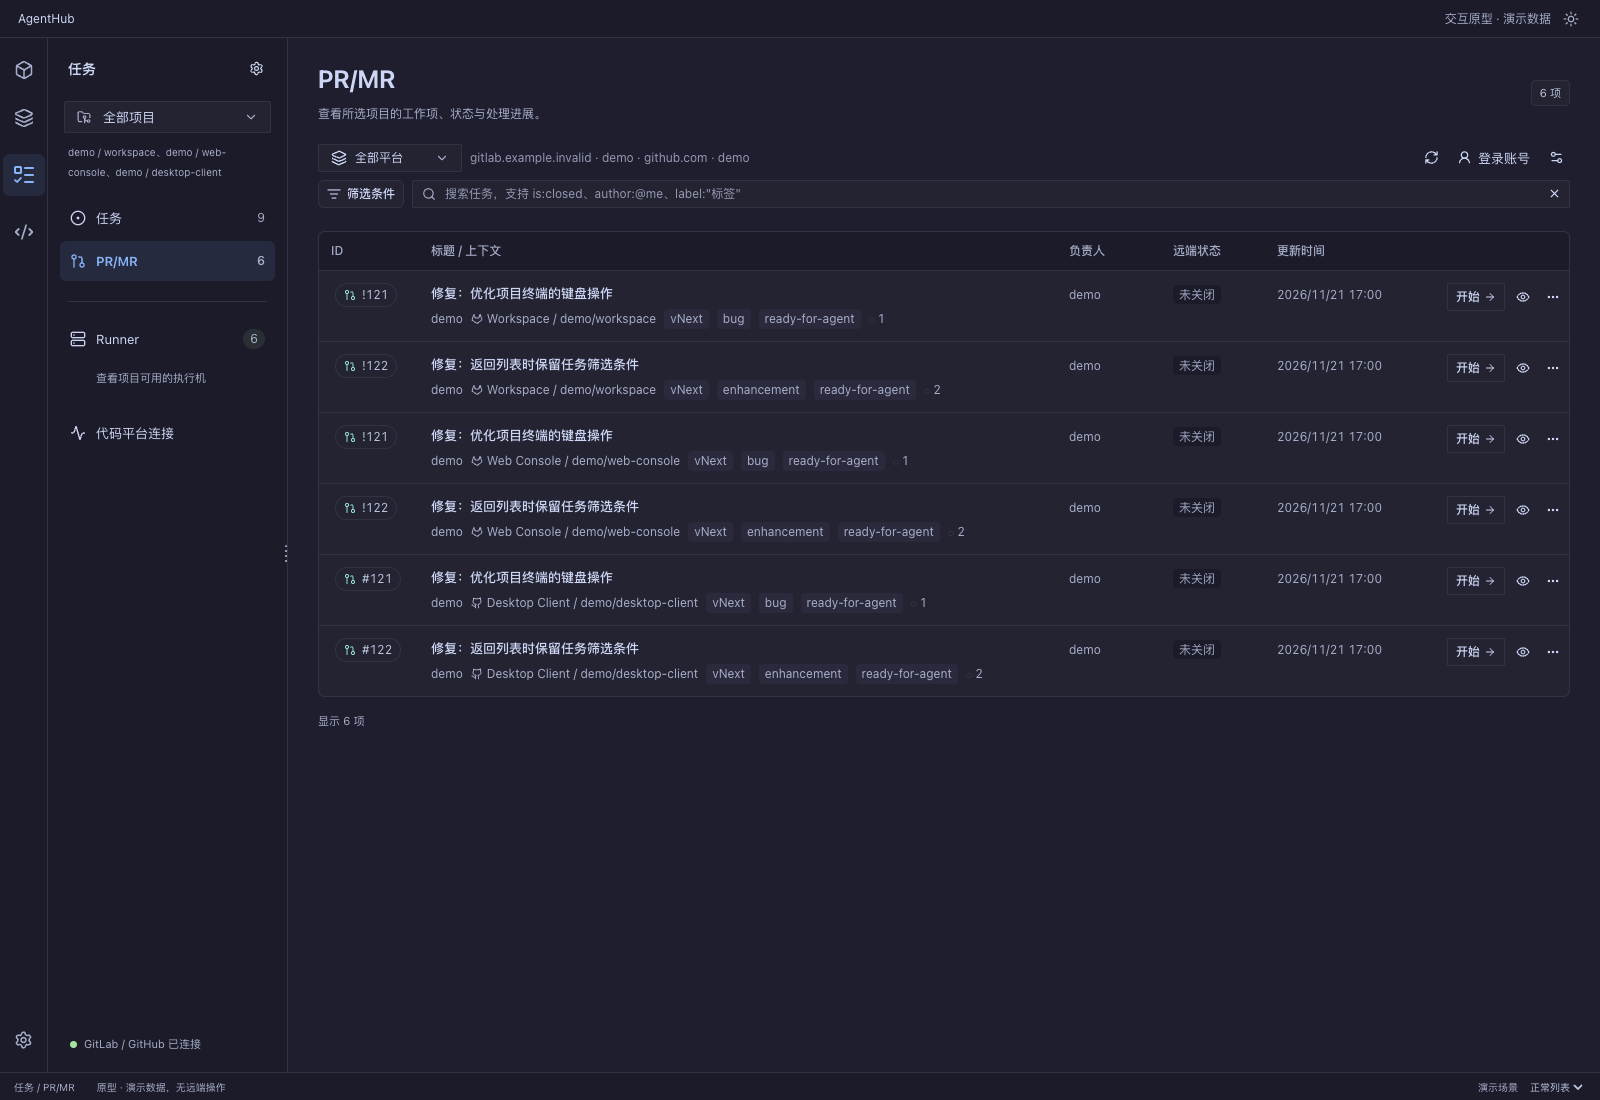 AgentHub
交互原型 · 演示数据
任务
全部项目
demo / workspace、demo / web-
console、demo / desktop-client
任务 9
PR/MR 6
Runner 6
查看项目可用的执行机
代码平台连接
GitLab / GitHub 已连接
PR/MR
查看所选项目的工作项、状态与处理进展。
6 项
全部平台
gitlab.example.invalid · demo · github.com · demo
登录账号
筛选条件
搜索任务，支持 is:closed、author:@me、label:"标签"
ID 标题 / 上下文 负责人 远端状态 更新时间
!121 修复：优化项目终端的键盘操作 demo 未关闭 2026/11/21 17:00 开始 →
demo Workspace / demo/workspace vNext bug ready-for-agent 1
!122 修复：返回列表时保留任务筛选条件 demo 未关闭 2026/11/21 17:00 开始 →
demo Workspace / demo/workspace vNext enhancement ready-for-agent 2
!121 修复：优化项目终端的键盘操作 demo 未关闭 2026/11/21 17:00 开始 →
demo Web Console / demo/web-console vNext bug ready-for-agent 1
!122 修复：返回列表时保留任务筛选条件 demo 未关闭 2026/11/21 17:00 开始 →
demo Web Console / demo/web-console vNext enhancement ready-for-agent 2
#121 修复：优化项目终端的键盘操作 demo 未关闭 2026/11/21 17:00 开始 →
demo Desktop Client / demo/desktop-client vNext bug ready-for-agent 1
#122 修复：返回列表时保留任务筛选条件 demo 未关闭 2026/11/21 17:00 开始 →
demo Desktop Client / demo/desktop-client vNext enhancement ready-for-agent 2
显示 6 项
任务 / PR/MR
原型 · 演示数据，无远端操作
演示场景
正常列表